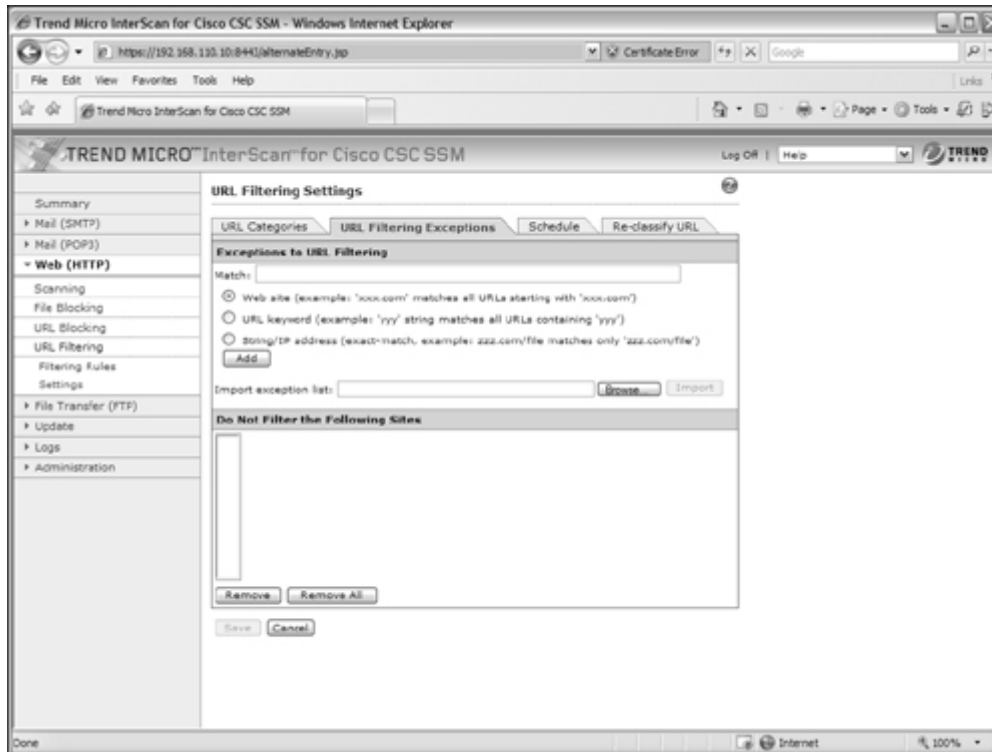 Trend Micro InterScan for Cisco CSC SSM - Windows Internet Explorer
https://192.168.110.10:8443/alternateEntry.jsp
Certificate Error
Google
File Edit View Favorites Tools Help
Links
Trend Micro InterScan for Cisco CSC SSM
Page
Tools
TREND MICRO™ InterScan™ for Cisco CSC SSM
Log Off | Help
TREND MICRO
Summary
Mail (SMTP)
Mail (POP3)
Web (HTTP)
Scanning
File Blocking
URL Blocking
URL Filtering
Filtering Rules
Settings
File Transfer (FTP)
Update
Logs
Administration
URL Filtering Settings
URL Categories
URL Filtering Exceptions
Schedule
Re-classify URL
Exceptions to URL Filtering
Match:
Web site (example: 'xxx.com' matches all URLs starting with 'xxx.com')
URL keyword (example: 'yyy' string matches all URLs containing 'yyy')
String/IP address (exact-match, example: zzz.com/file matches only 'zzz.com/file')
Add
Import exception list:
Browse...
Import
Do Not Filter the Following Sites
Remove
Remove All
Save
Cancel
Done
Internet
100%